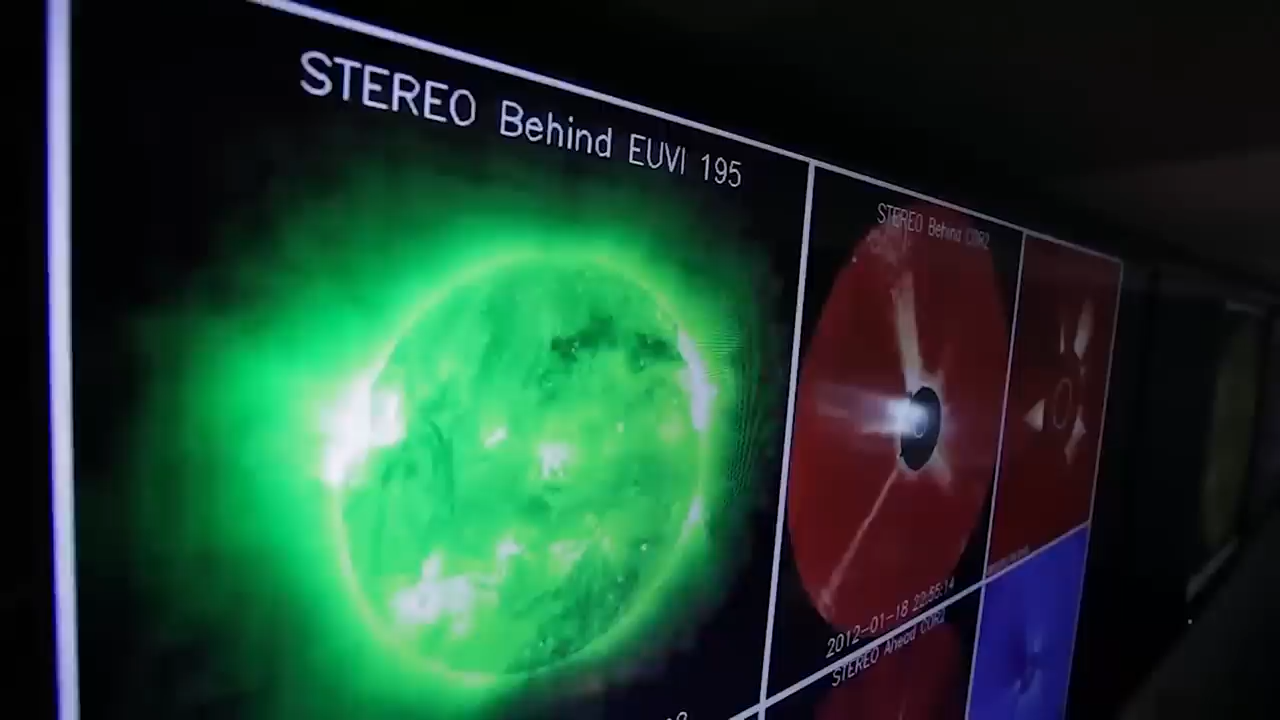 STEREO Behind EUVI 195
STEREO Behind COR2
2012-01-18 22:55:14
STEREO Ahead COR2